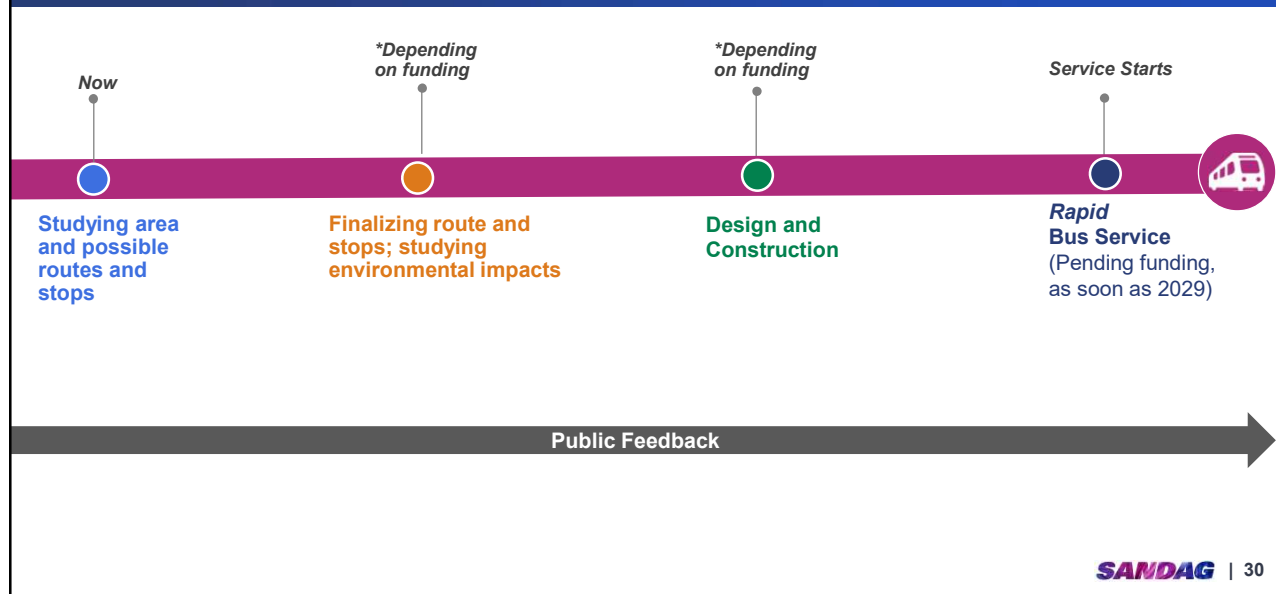 Now
*Depending
on funding
*Depending
on funding
Service Starts
Studying area
and possible
routes and
stops
Finalizing route and
stops; studying
environmental impacts
Design and
Construction
Rapid
Bus Service
(Pending funding,
as soon as 2029)
Public Feedback
SANDAG | 30